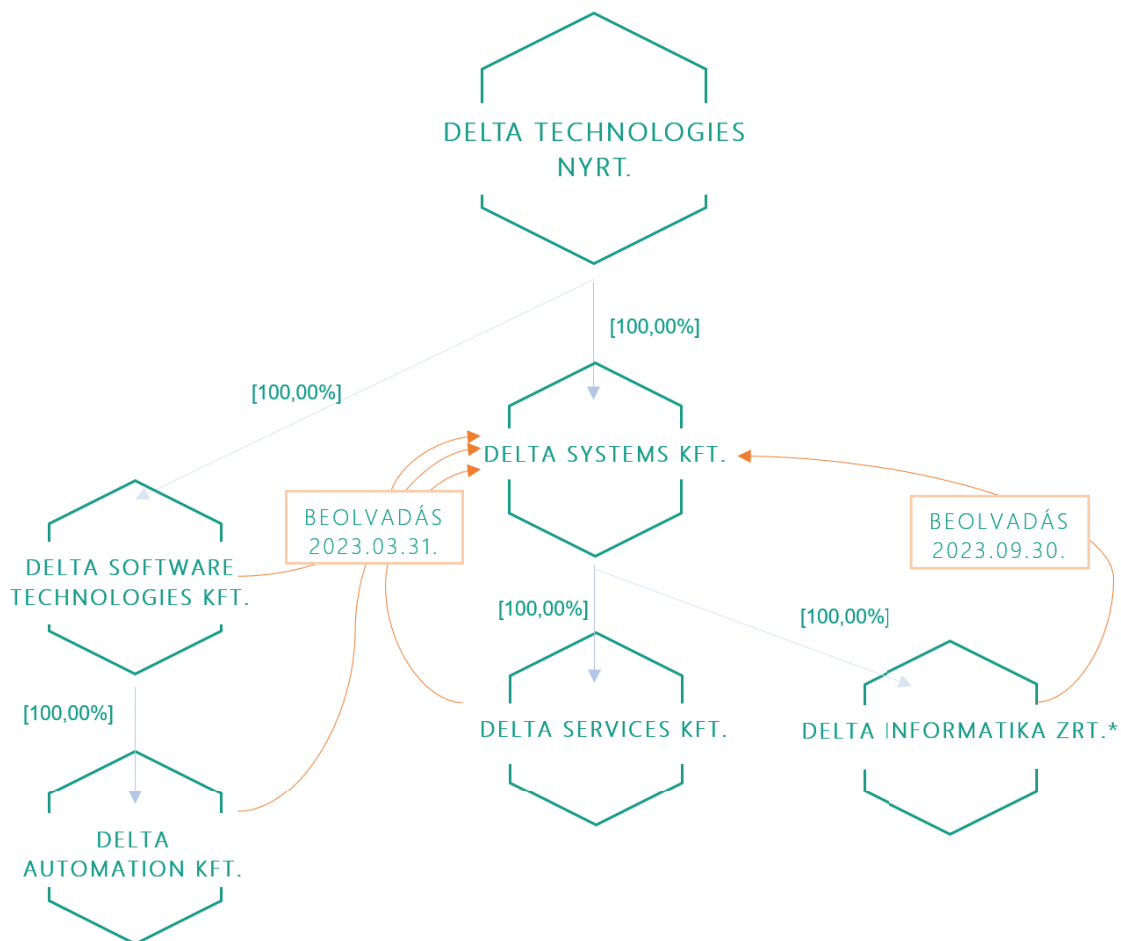 DELTA TECHNOLOGIES
NYRT.
[100,00%]
[100,00%]
DELTA SYSTEMS KFT.
BEOLVADÁS
2023.03.31.
BEOLVADÁS
2023.09.30.
DELTA SOFTWARE
TECHNOLOGIES KFT.
[100,00%]
[100,00%]
[100,00%]
DELTA SERVICES KFT.
DELTA INFORMATIKA ZRT.*
DELTA
AUTOMATION KFT.